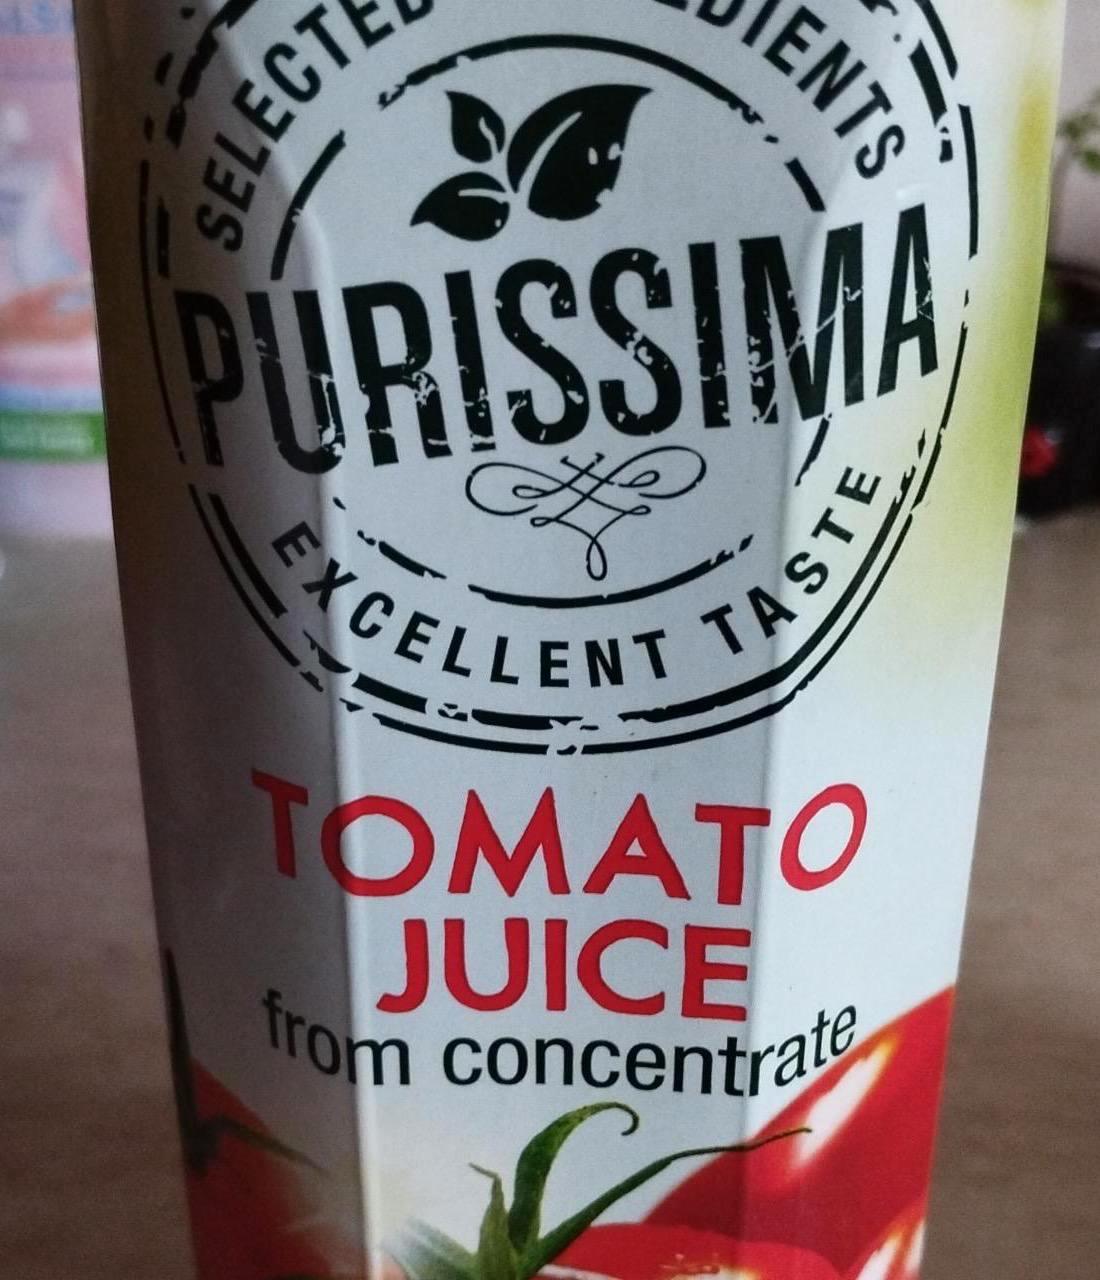 SELECTED
PURISSIMA
EXCELLENT TASTE
TOMATO
JUICE
from concentrate